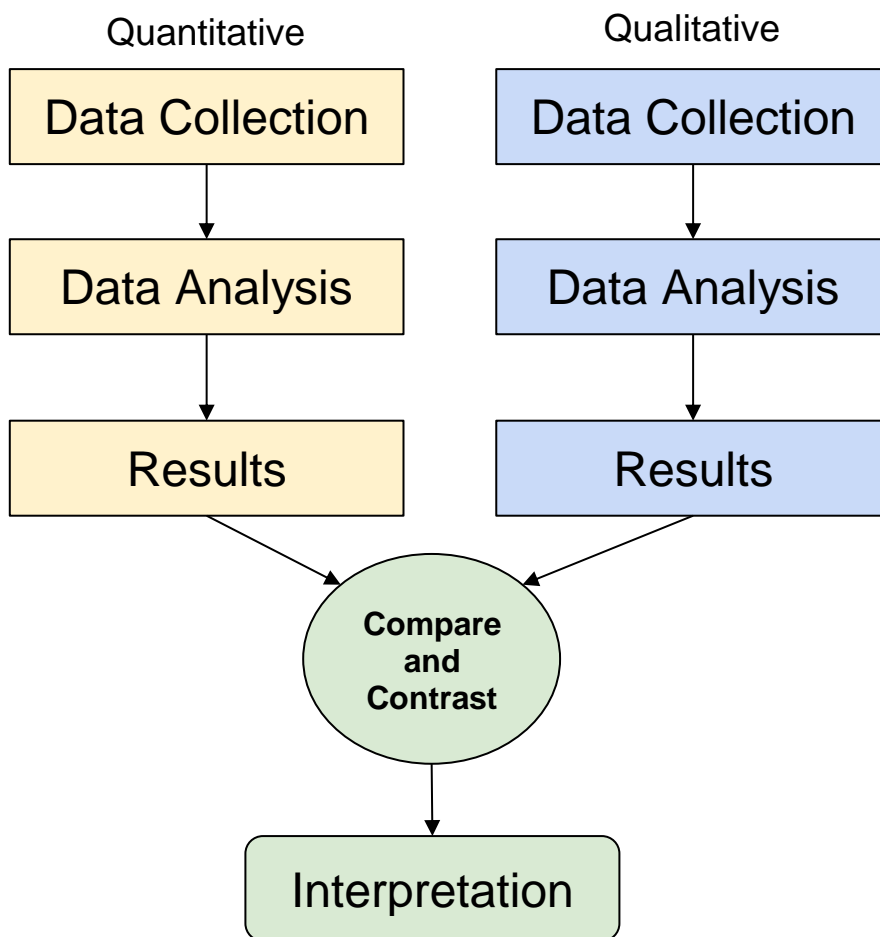 Quantitative
Qualitative
Data Collection
Data Collection
Data Analysis
Data Analysis
Results
Results
Compare
and
Contrast
Interpretation